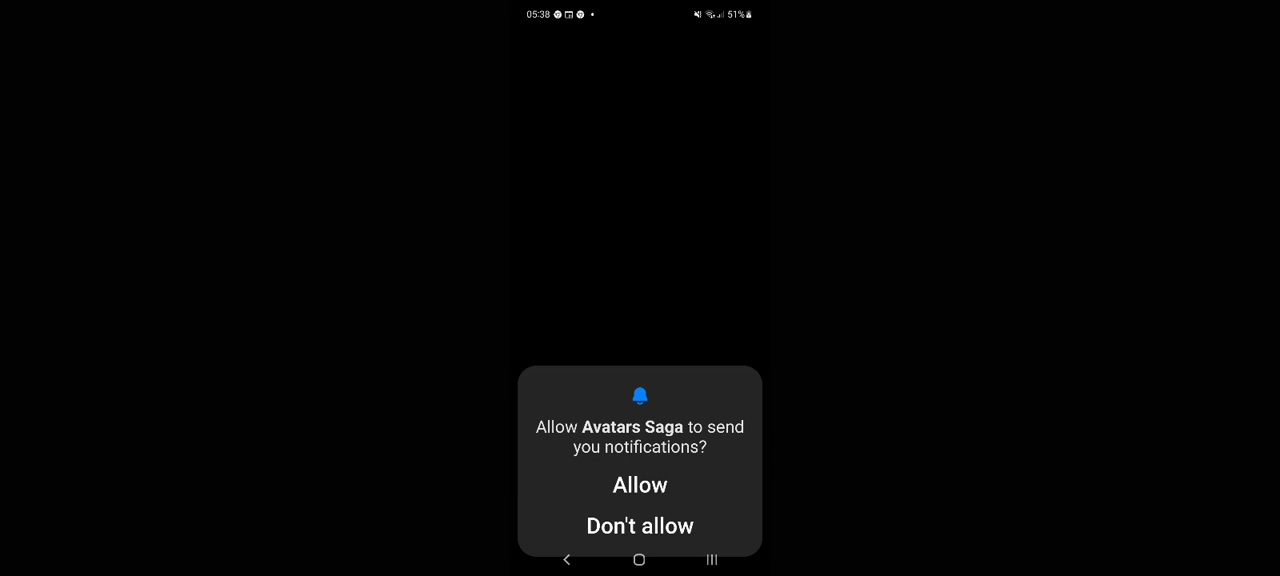 05:38
51%
Allow Avatars Saga to send
you notifications?
Allow
Don't allow